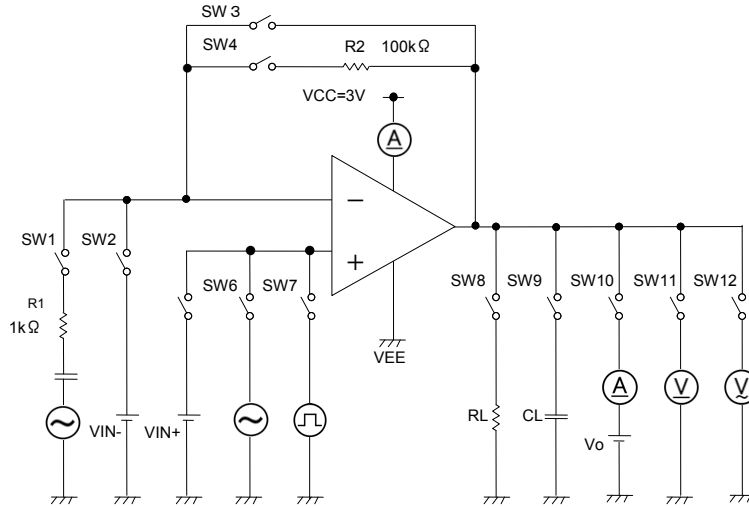 SW 3
SW4
R2 100kΩ
VCC=3V
A
−
+
SW1
SW2
R1
1kΩ
SW6
SW7
VEE
SW8
SW9
SW10
SW11
SW12
VIN-
VIN+
RL
CL
A
V
V
Vo